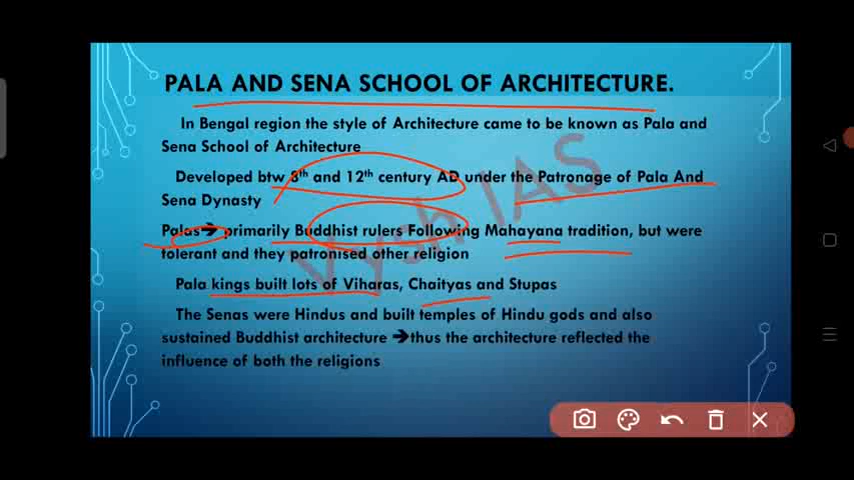 PALA AND SENA SCHOOL OF ARCHITECTURE.
In Bengal region the style of Architecture came to be known as Pala and
Sena School of Architecture
Developed btw 8th and 12th century AD under the Patronage of Pala And
Sena Dynasty
Palas➔ primarily Buddhist rulers Following Mahayana tradition, but were
tolerant and they patronised other religion
Pala kings built lots of Viharas, Chaityas and Stupas
The Senas were Hindus and built temples of Hindu gods and also
sustained Buddhist architecture ➔thus the architecture reflected the
influence of both the religions
Vysh IAS